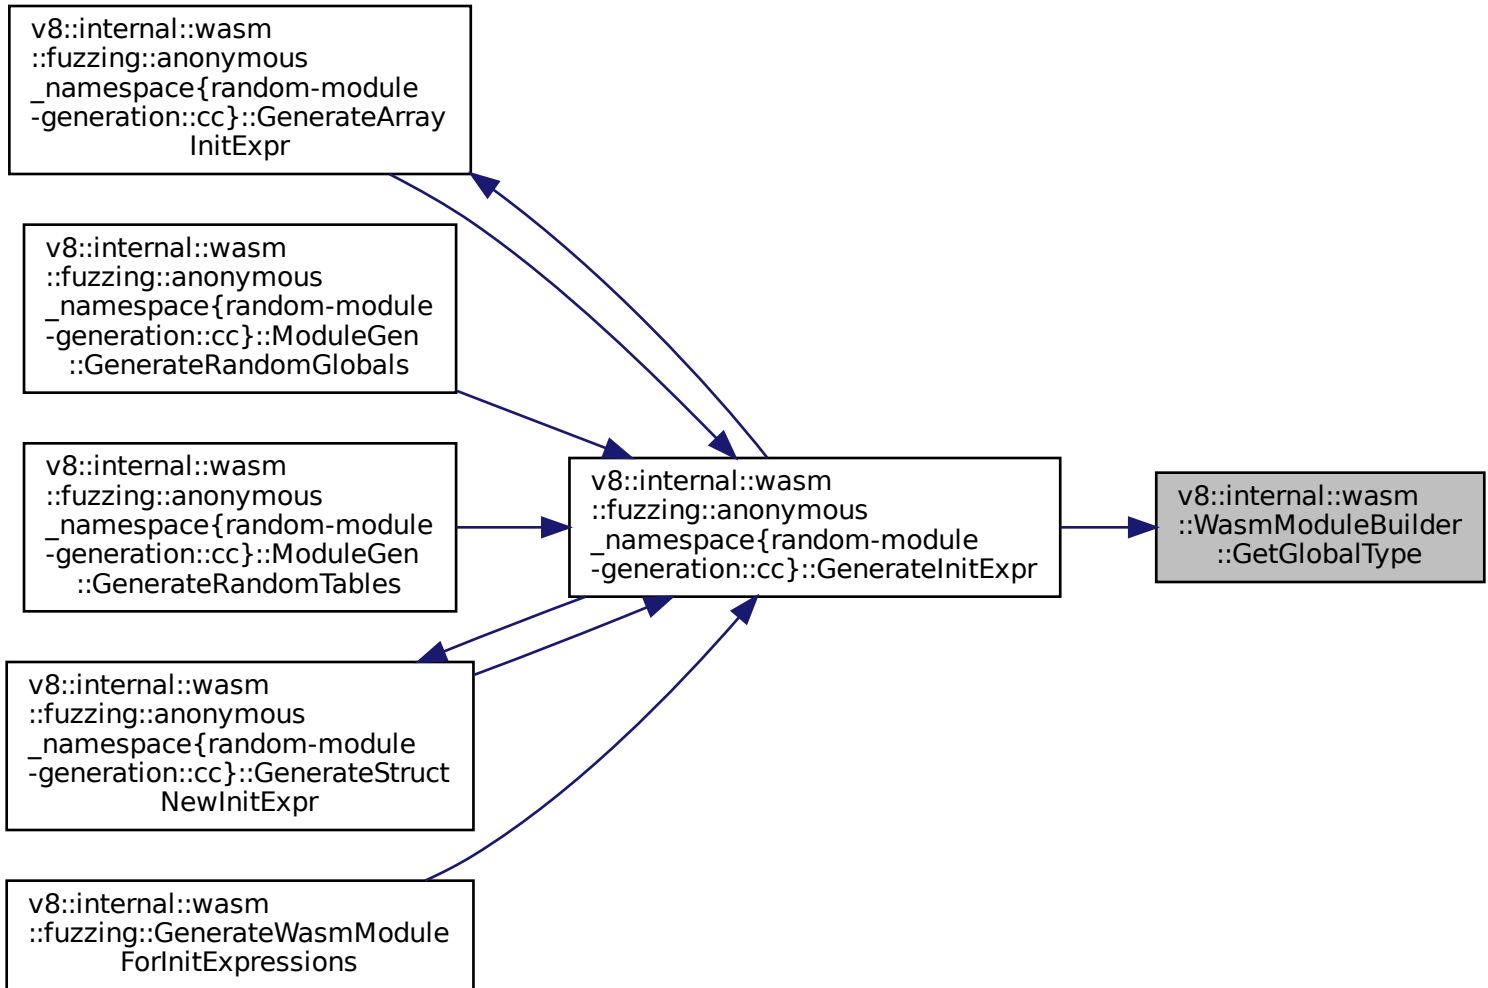 v8::internal::wasm
::fuzzing::anonymous
_namespace{random-module
-generation::cc}::GenerateArray
InitExpr
v8::internal::wasm
::fuzzing::anonymous
_namespace{random-module
-generation::cc}::ModuleGen
::GenerateRandomGlobals
v8::internal::wasm
::fuzzing::anonymous
_namespace{random-module
-generation::cc}::ModuleGen
::GenerateRandomTables
v8::internal::wasm
::fuzzing::anonymous
_namespace{random-module
-generation::cc}::GenerateStruct
NewInitExpr
v8::internal::wasm
::fuzzing::GenerateWasmModule
ForInitExpressions
v8::internal::wasm
::fuzzing::anonymous
_namespace{random-module
-generation::cc}::GenerateInitExpr
v8::internal::wasm
::WasmModuleBuilder
::GetGlobalType